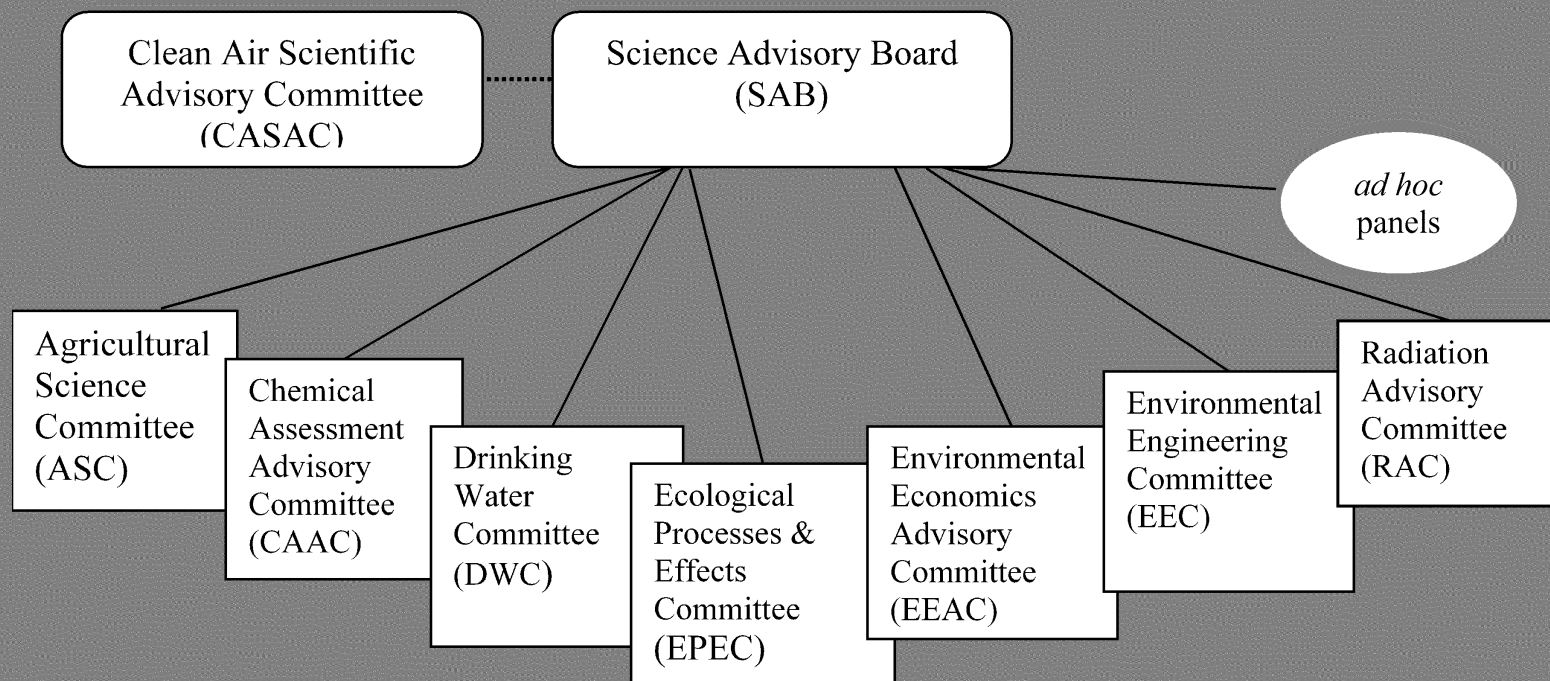 Clean Air Scientific
Advisory Committee
(CASAC)
Science Advisory Board
(SAB)
ad hoc
panels
Agricultural
Science
Committee
(ASC)
Chemical
Assessment
Advisory
Committee
(CAAC)
Drinking
Water
Committee
(DWC)
Ecological
Processes &
Effects
Committee
(EPEC)
Environmental
Economics
Advisory
Committee
(EEAC)
Environmental
Engineering
Committee
(EEC)
Radiation
Advisory
Committee
(RAC)